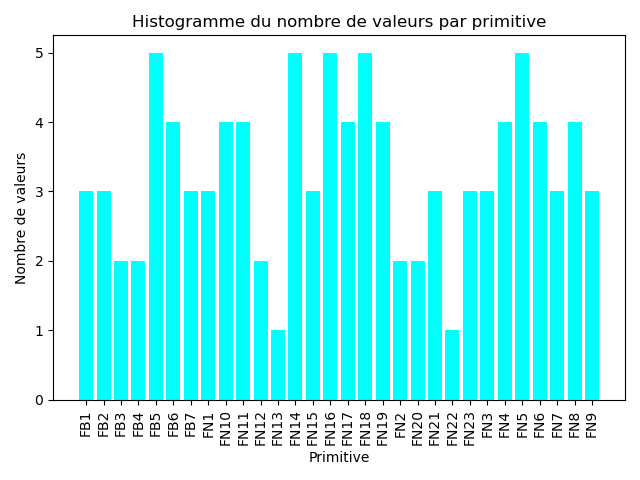 Histogramme du nombre de valeurs par primitive
Nombre de valeurs
5
4
3
2
1
0
FB1 FB2 FB3 FB4 FB5 FB6 FB7 FN1 FN10 FN11 FN12 FN13 FN14 FN15 FN16 FN17 FN18 FN19 FN2 FN20 FN21 FN22 FN23 FN3 FN4 FN5 FN6 FN7 FN8 FN9
Primitive